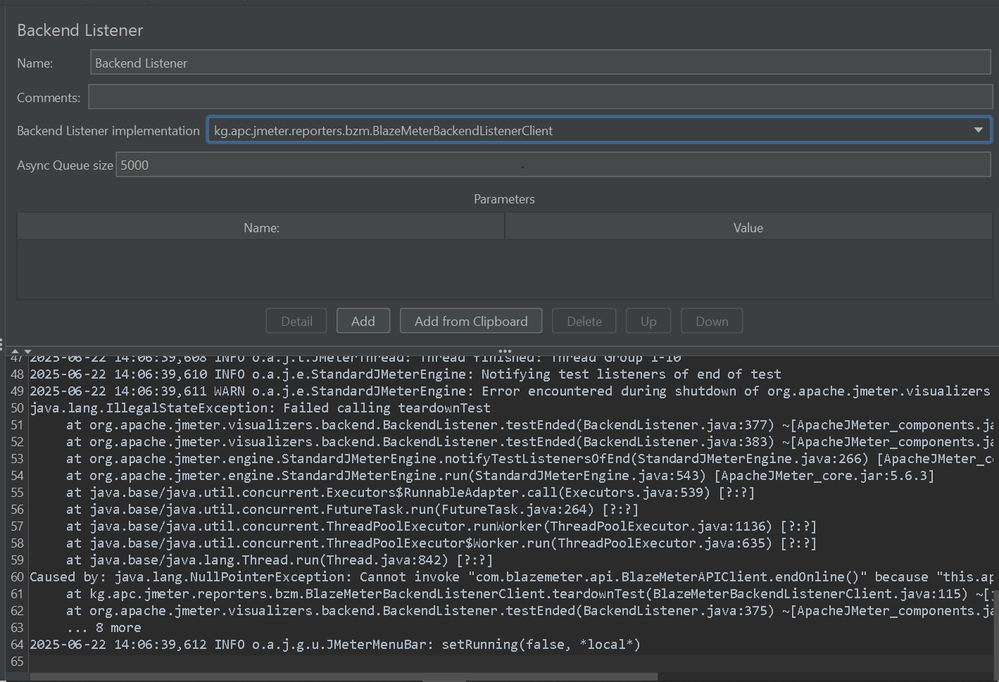 Backend Listener
Name:
Backend Listener
Comments:
Backend Listener implementation
kg.apc.jmeter.reporters.bzm.BlazeMeterBackendListenerClient
Async Queue size
5000
Parameters
Name:
Value
Detail
Add
Add from Clipboard
Delete
Up
Down
47 2025-06-22 14:06:39,608 INFO o.a.j.t.JMeterThread: Thread finished: Thread Group 1-10
48 2025-06-22 14:06:39,610 INFO o.a.j.e.StandardJMeterEngine: Notifying test listeners of end of test
49 2025-06-22 14:06:39,611 WARN o.a.j.e.StandardJMeterEngine: Error encountered during shutdown of org.apache.jmeter.visualizers
50 java.lang.IllegalStateException: Failed calling teardownTest
51 at org.apache.jmeter.visualizers.backend.BackendListener.testEnded(BackendListener.java:377) ~[ApacheJMeter_components.ja
52 at org.apache.jmeter.visualizers.backend.BackendListener.testEnded(BackendListener.java:383) ~[ApacheJMeter_components.ja
53 at org.apache.jmeter.engine.StandardJMeterEngine.notifyTestListenersOfEnd(StandardJMeterEngine.java:266) [ApacheJMeter_co
54 at org.apache.jmeter.engine.StandardJMeterEngine.run(StandardJMeterEngine.java:543) [ApacheJMeter_core.jar:5.6.3]
55 at java.base/java.util.concurrent.Executors$RunnableAdapter.call(Executors.java:539) [?:?]
56 at java.base/java.util.concurrent.FutureTask.run(FutureTask.java:264) [?:?]
57 at java.base/java.util.concurrent.ThreadPoolExecutor.runWorker(ThreadPoolExecutor.java:1136) [?:?]
58 at java.base/java.util.concurrent.ThreadPoolExecutor$Worker.run(ThreadPoolExecutor.java:635) [?:?]
59 at java.base/java.lang.Thread.run(Thread.java:842) [?:?]
60 Caused by: java.lang.NullPointerException: Cannot invoke "com.blazemeter.api.BlazeMeterAPIClient.endOnline()" because "this.ap
61 at kg.apc.jmeter.reporters.bzm.BlazeMeterBackendListenerClient.teardownTest(BlazeMeterBackendListenerClient.java:115) ~[j
62 at org.apache.jmeter.visualizers.backend.BackendListener.testEnded(BackendListener.java:375) ~[ApacheJMeter_components.ja
63 ... 8 more
64 2025-06-22 14:06:39,612 INFO o.a.j.g.u.JMeterMenuBar: setRunning(false, *local*)
65